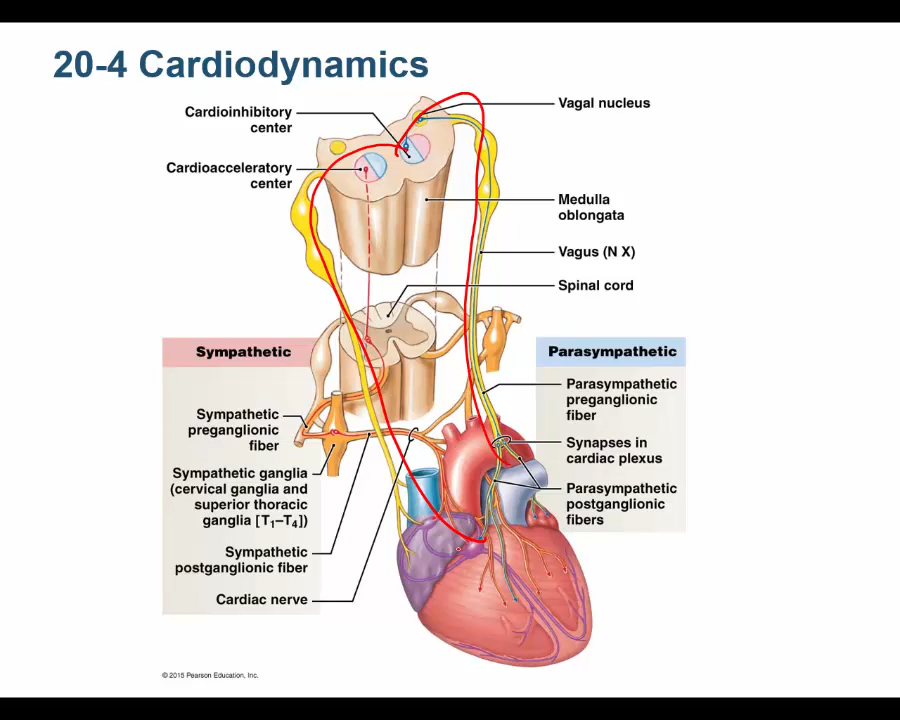 20-4 Cardiodynamics
Cardioinhibitory
center
Cardioacceleratory
center
Vagal nucleus
Medulla
oblongata
Vagus (N X)
Spinal cord
Sympathetic
Sympathetic
preganglionic
fiber
Sympathetic ganglia
(cervical ganglia and
superior thoracic
ganglia [T1–T4])
Sympathetic
postganglionic fiber
Cardiac nerve
Parasympathetic
Parasympathetic
preganglionic
fiber
Synapses in
cardiac plexus
Parasympathetic
postganglionic
fibers
© 2015 Pearson Education, Inc.